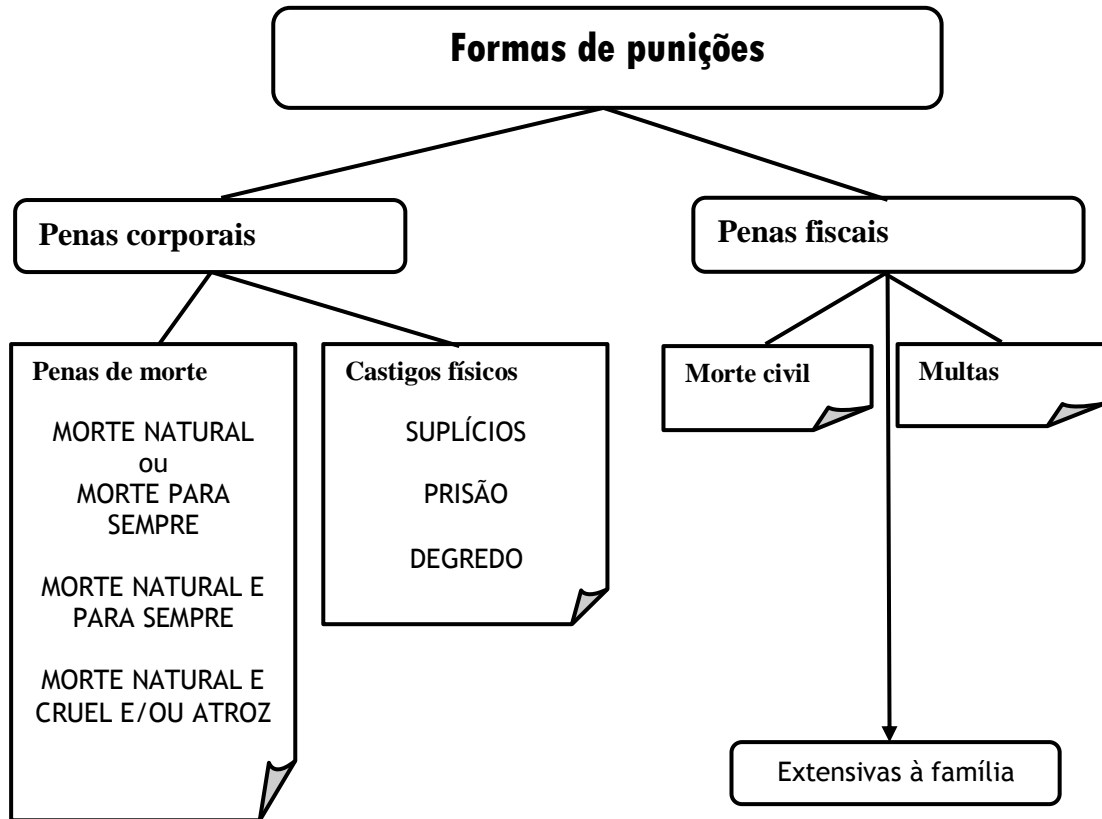 Formas de punições
Penas corporais
Penas fiscais
Penas de morte
MORTE NATURAL
ou
MORTE PARA
SEMPRE
MORTE NATURAL E
PARA SEMPRE
MORTE NATURAL E
CRUEL E/OU ATROZ
Castigos físicos
SUPLÍCIOS
PRISÃO
DEGREDO
Morte civil
Multas
Extensivas à família